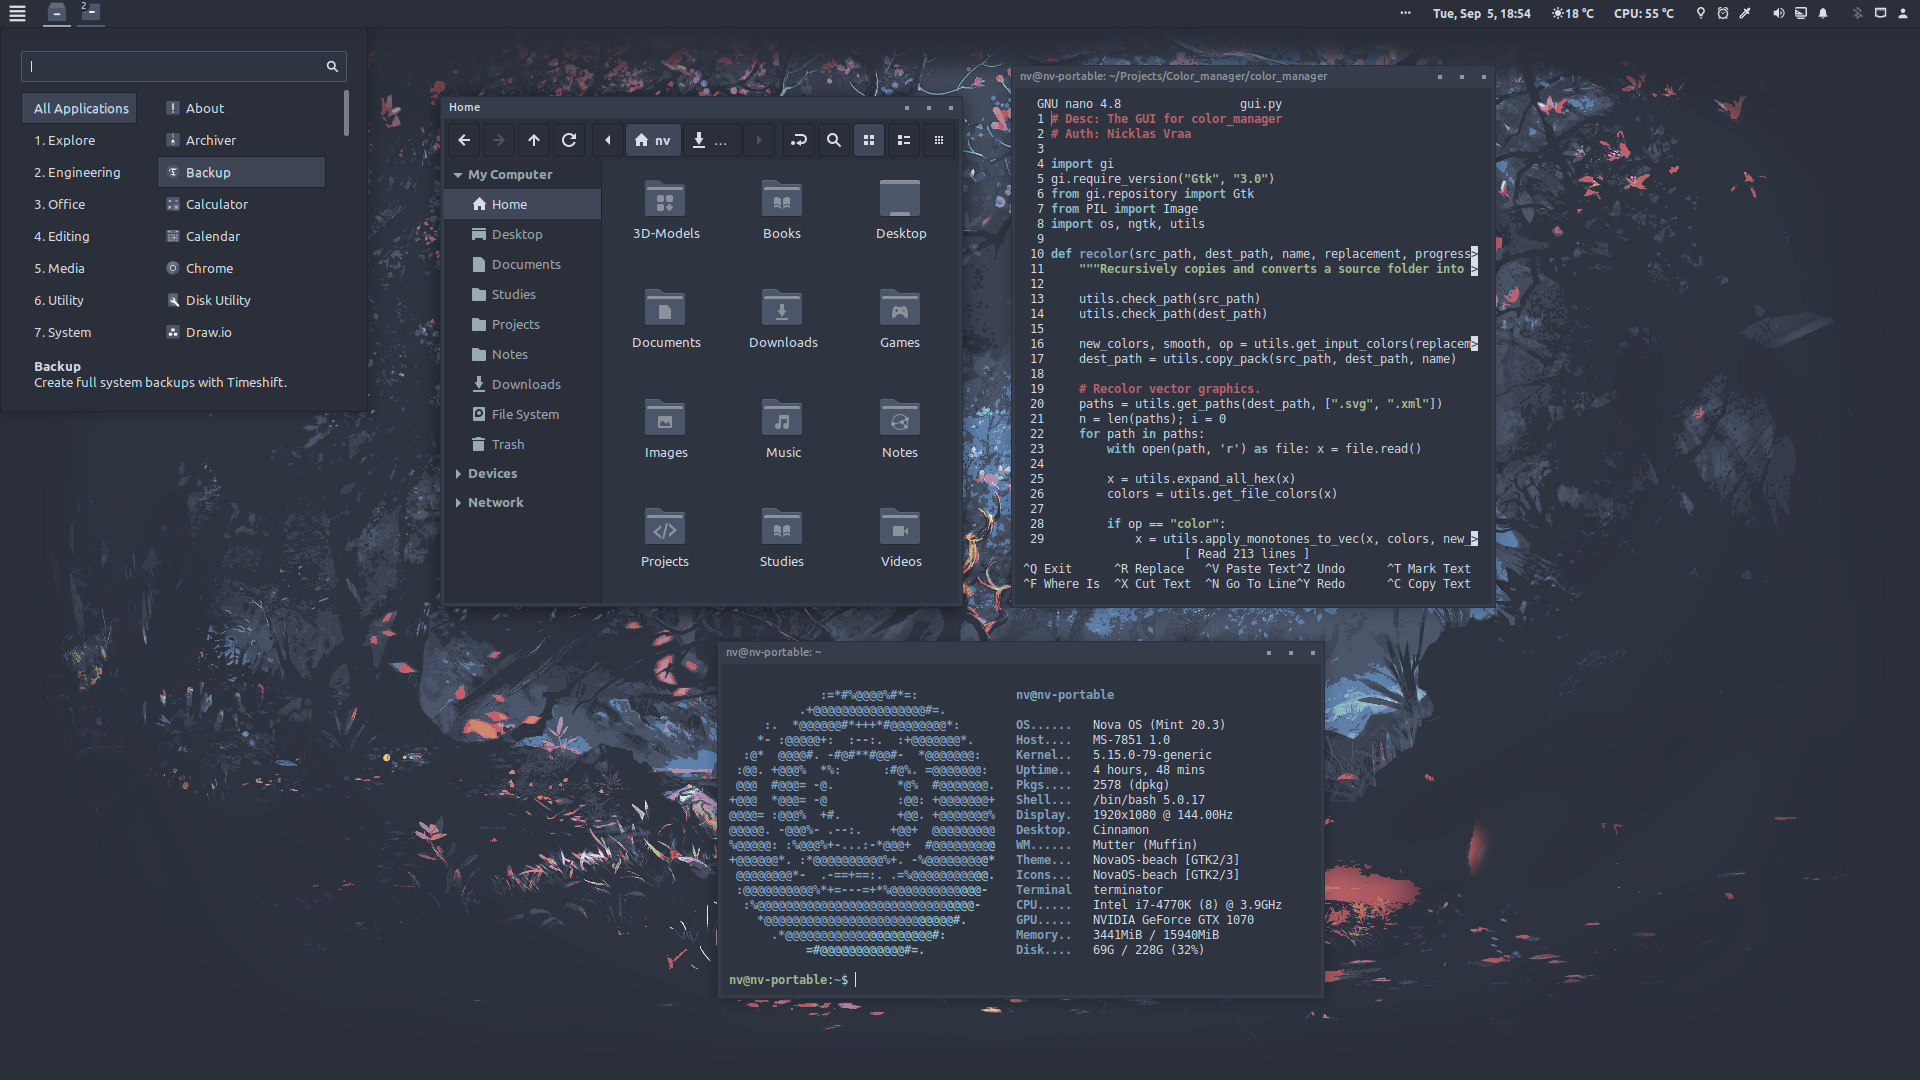 2
Tue, Sep  5, 18:54
18 °C
CPU: 55 °C
All Applications
1. Explore
2. Engineering
3. Office
4. Editing
5. Media
6. Utility
7. System
About
Archiver
Backup
Calculator
Calendar
Chrome
Disk Utility
Draw.io
Backup
Create full system backups with Timeshift.
Home
nv
...
My Computer
Home
Desktop
Documents
Studies
Projects
Notes
Downloads
File System
Trash
Devices
Network
3D-Models
Books
Desktop
Documents
Downloads
Games
Images
Music
Notes
Projects
Studies
Videos
nv@nv-portable: ~/Projects/Color_manager/color_manager
GNU nano 4.8                 gui.py
1 # Desc: The GUI for color_manager
2 # Auth: Nicklas Vraa
3
4 import gi
5 gi.require_version("Gtk", "3.0")
6 from gi.repository import Gtk
7 from PIL import Image
8 import os, ngtk, utils
9
10 def recolor(src_path, dest_path, name, replacement, progress>
11     """Recursively copies and converts a source folder into >
12
13     utils.check_path(src_path)
14     utils.check_path(dest_path)
15
16     new_colors, smooth, op = utils.get_input_colors(replacem>
17     dest_path = utils.copy_pack(src_path, dest_path, name)
18
19     # Recolor vector graphics.
20     paths = utils.get_paths(dest_path, [".svg", ".xml"])
21     n = len(paths); i = 0
22     for path in paths:
23         with open(path, 'r') as file: x = file.read()
24
25         x = utils.expand_all_hex(x)
26         colors = utils.get_file_colors(x)
27
28         if op == "color":
29             x = utils.apply_monotones_to_vec(x, colors, new_>
[ Read 213 lines ]
^Q Exit      ^R Replace   ^V Paste Text^Z Undo      ^T Mark Text
^F Where Is  ^X Cut Text  ^N Go To Line^Y Redo      ^C Copy Text
nv@nv-portable: ~
nv@nv-portable
OS...... Nova OS (Mint 20.3)
Host.... MS-7851 1.0
Kernel.. 5.15.0-79-generic
Uptime.. 4 hours, 48 mins
Pkgs.... 2578 (dpkg)
Shell... /bin/bash 5.0.17
Display. 1920x1080 @ 144.00Hz
Desktop. Cinnamon
WM...... Mutter (Muffin)
Theme... NovaOS-beach [GTK2/3]
Icons... NovaOS-beach [GTK2/3]
Terminal terminator
CPU..... Intel i7-4770K (8) @ 3.9GHz
GPU..... NVIDIA GeForce GTX 1070
Memory.. 3441MiB / 15940MiB
Disk.... 69G / 228G (32%)
nv@nv-portable:~$